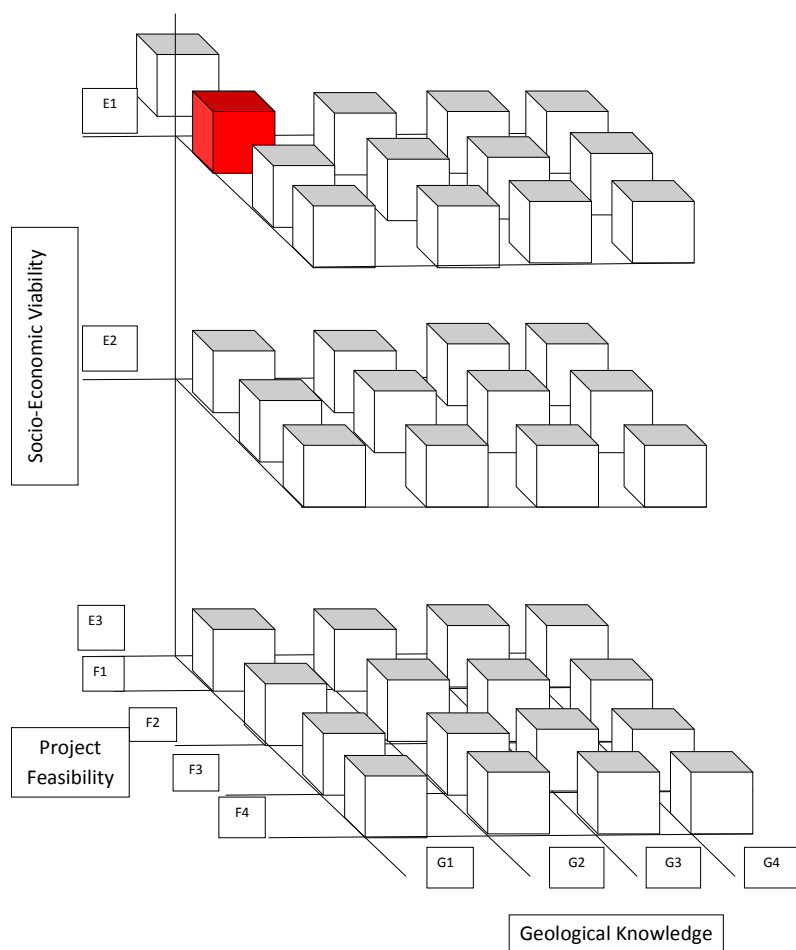 E1
Socio-Economic Viability
E2
E3
F1
F2
Project
Feasibility
F3
F4
G1
G2
G3
G4
Geological Knowledge